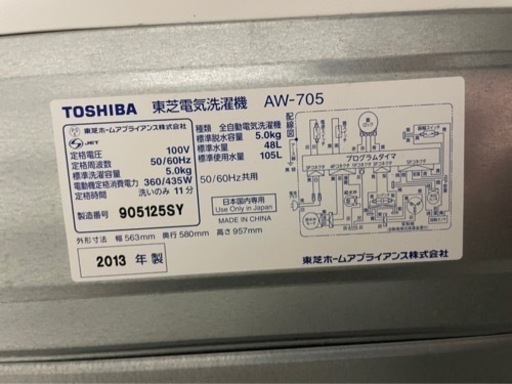 TOSHIBA 東芝電気洗濯機 AW-705
東芝ホームアプライアンス株式会社
JET
定格電圧 100V
定格周波数 50/60Hz
標準洗濯容量 5.0kg
電動機定格消費電力 360/435W
定格時間 洗いのみ 11分
製造番号 905125SY
種類 全自動電気洗濯機
標準脱水容量 5.0kg
標準水量 48L
標準使用水量 105L
50/60Hz共用
日本国内専用
Use Only in Japan
MADE IN CHINA
外形寸法 幅563mm 奥行580mm 高さ957mm
2013 年製
配線図
プログラムタイマ
東芝ホームアプライアンス株式会社